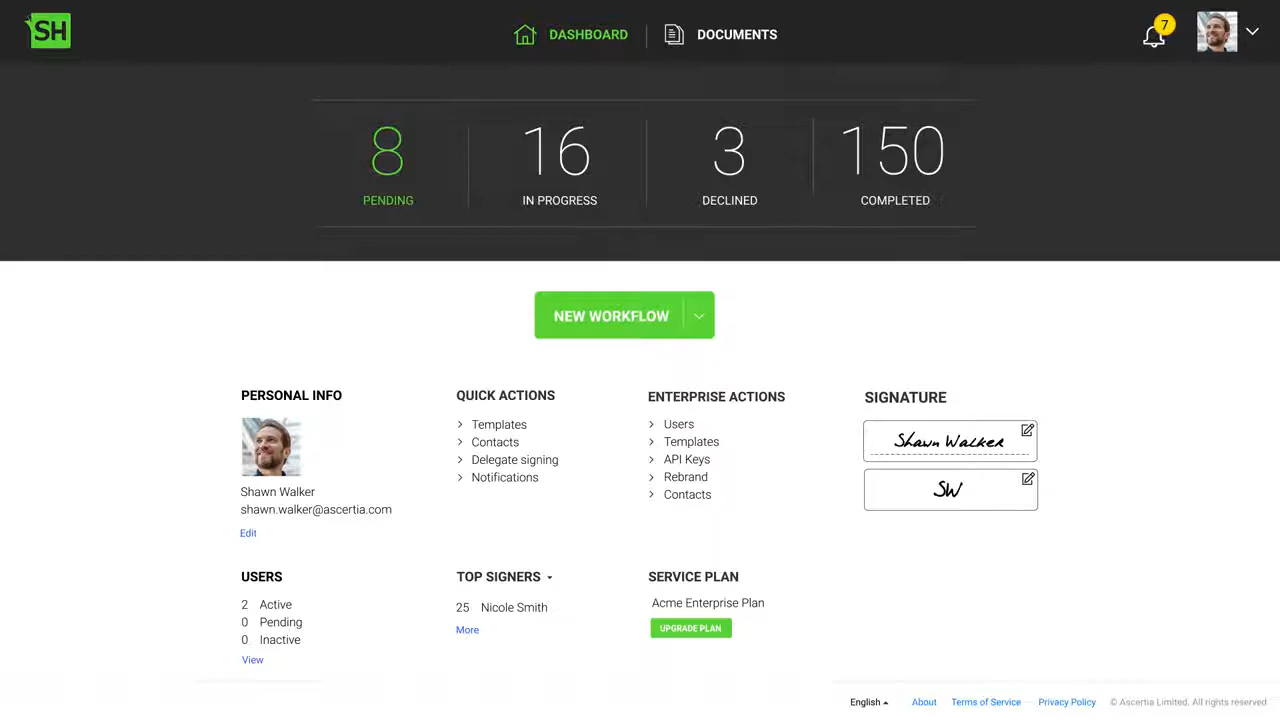 SH
DASHBOARD
DOCUMENTS
7
8
16
3
150
PENDING
IN PROGRESS
DECLINED
COMPLETED
NEW WORKFLOW
PERSONAL INFO
Shawn Walker
shawn.walker@ascertia.com
Edit
QUICK ACTIONS
Templates
Contacts
Delegate signing
Notifications
ENTERPRISE ACTIONS
Users
Templates
API Keys
Rebrand
Contacts
SIGNATURE
Shawn Walker
SW
USERS
2 Active
0 Pending
0 Inactive
View
TOP SIGNERS
25 Nicole Smith
More
SERVICE PLAN
Acme Enterprise Plan
UPGRADE PLAN
English About Terms of Service Privacy Policy © Ascertia Limited. All rights reserved